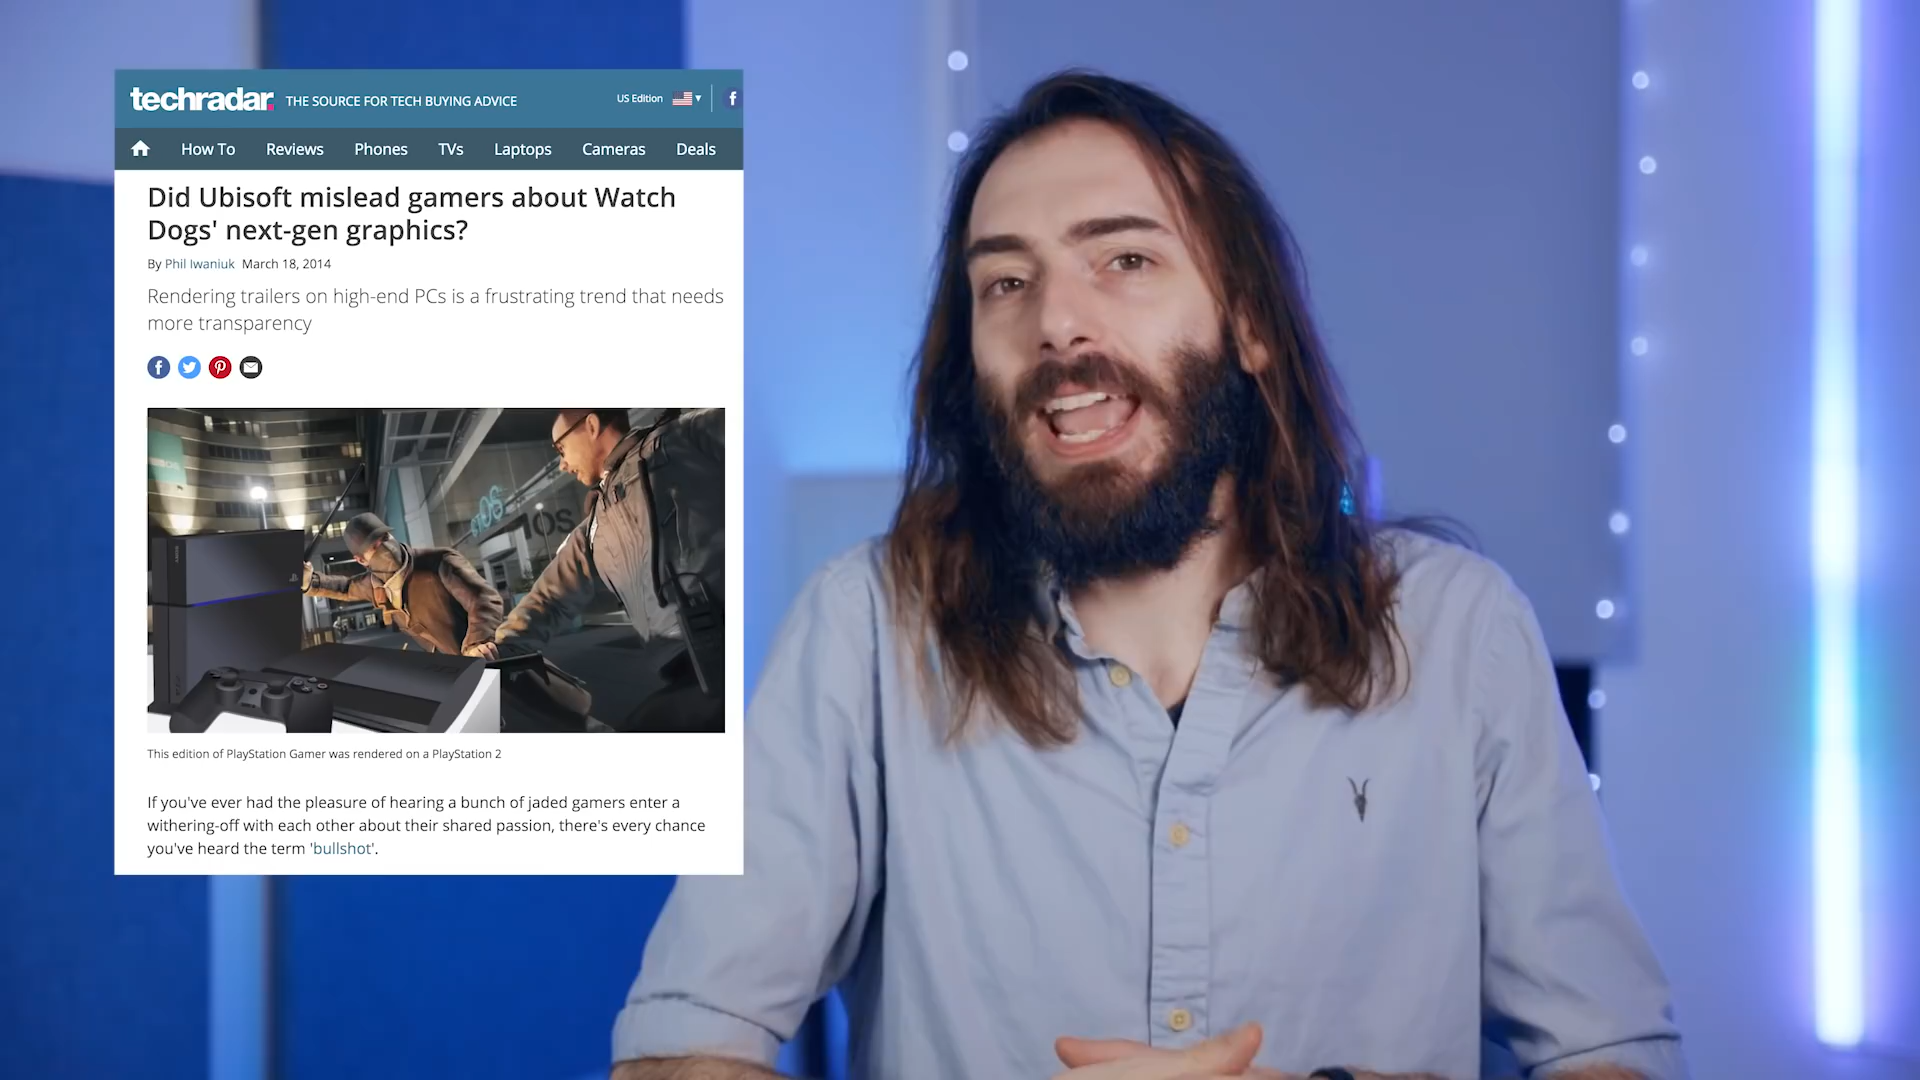 techradar. THE SOURCE FOR TECH BUYING ADVICE US Edition
How To Reviews Phones TVs Laptops Cameras Deals
Did Ubisoft mislead gamers about Watch
Dogs' next-gen graphics?
By Phil Iwaniuk March 18, 2014
Rendering trailers on high-end PCs is a frustrating trend that needs
more transparency
This edition of PlayStation Gamer was rendered on a PlayStation 2
If you've ever had the pleasure of hearing a bunch of jaded gamers enter a
withering-off with each other about their shared passion, there's every chance
you've heard the term 'bullshot'.